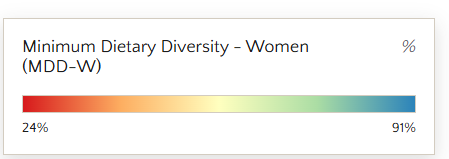 Minimum Dietary Diversity - Women %
(MDD-W)
24% 91%